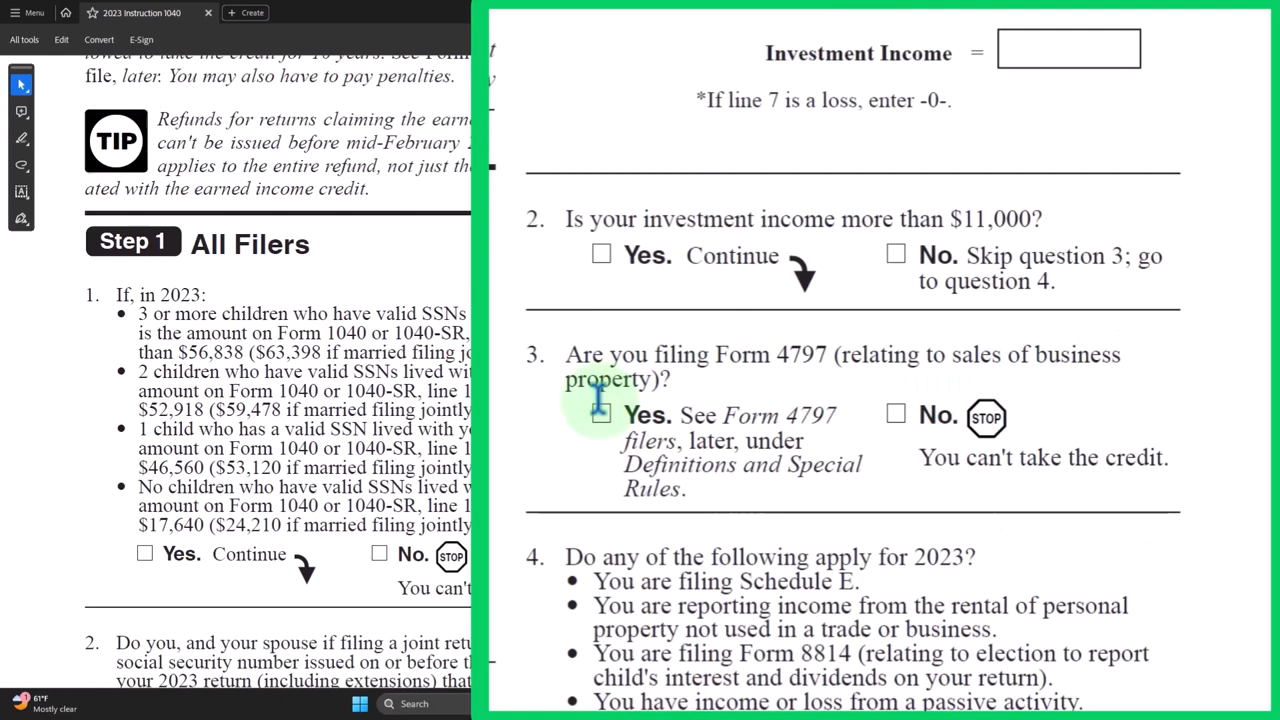 Menu
2023 Instruction 1040
Create
All tools
Edit
Convert
E-Sign
file, later. You may also have to pay penalties.
TIP
Refunds for returns claiming the earn
can't be issued before mid-February
applies to the entire refund, not just the
ated with the earned income credit.
Step 1 All Filers
1. If, in 2023:
• 3 or more children who have valid SSNs
is the amount on Form 1040 or 1040-SR,
than $56,838 ($63,398 if married filing jo
• 2 children who have valid SSNs lived wi
amount on Form 1040 or 1040-SR, line 1
$52,918 ($59,478 if married filing jointly
• 1 child who has a valid SSN lived with y
amount on Form 1040 or 1040-SR, line 1
$46,560 ($53,120 if married filing jointly
• No children who have valid SSNs lived w
amount on Form 1040 or 1040-SR, line 1
$17,640 ($24,210 if married filing jointly
Yes. Continue
No. STOP
You can't
2. Do you, and your spouse if filing a joint retu
social security number issued on or before th
your 2023 return (including extensions) that
Investment Income =
*If line 7 is a loss, enter -0-.
2. Is your investment income more than $11,000?
Yes. Continue
No. Skip question 3; go
to question 4.
3. Are you filing Form 4797 (relating to sales of business
property)?
Yes. See Form 4797
filers, later, under
Definitions and Special
Rules.
No. STOP
You can't take the credit.
4. Do any of the following apply for 2023?
• You are filing Schedule E.
• You are reporting income from the rental of personal
property not used in a trade or business.
• You are filing Form 8814 (relating to election to report
child's interest and dividends on your return).
• You have income or loss from a passive activity.
61°F
Mostly clear
Search